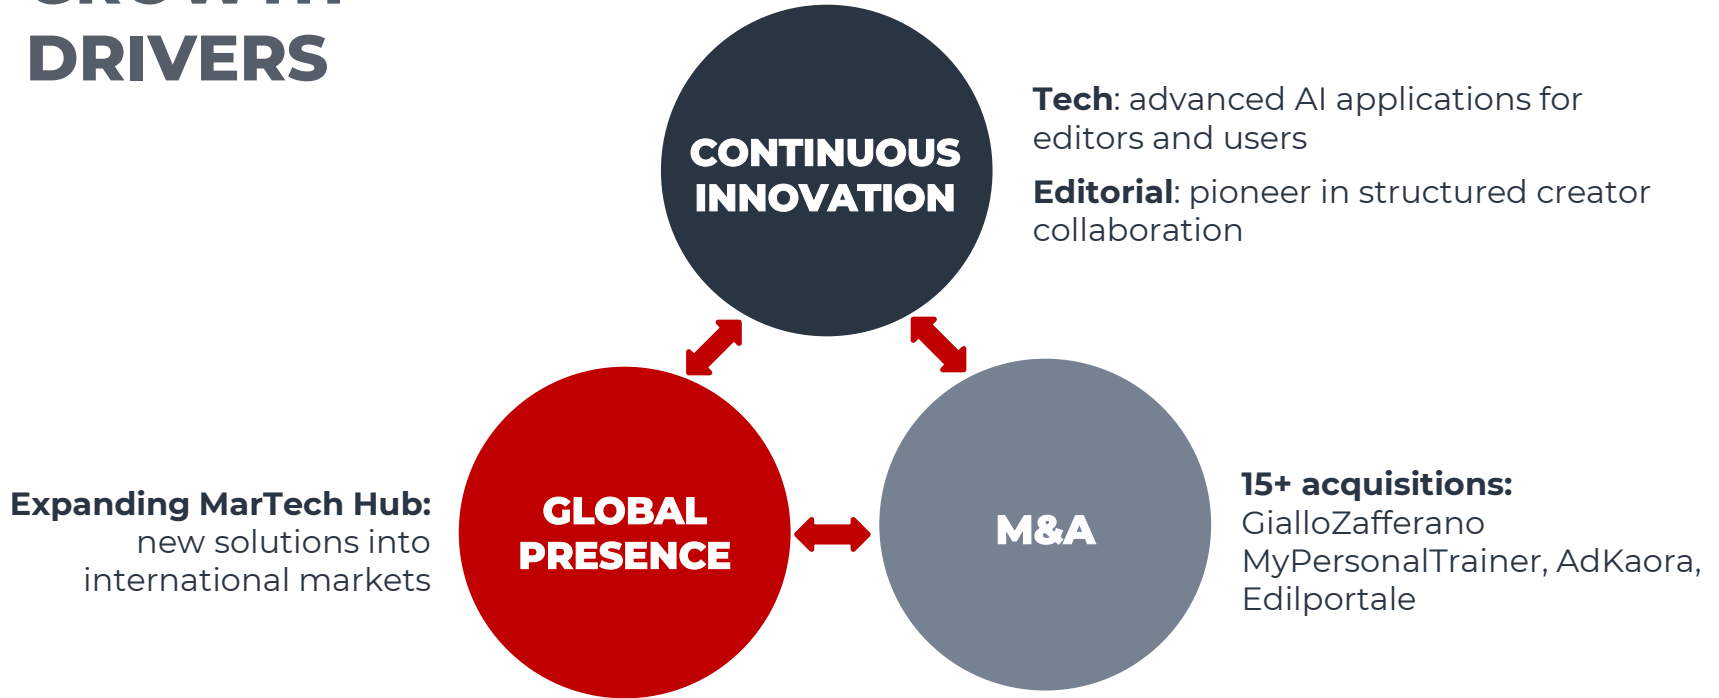 GROWTH
DRIVERS
CONTINUOUS
INNOVATION
Tech: advanced AI applications for
editors and users
Editorial: pioneer in structured creator
collaboration
Expanding MarTech Hub:
new solutions into
international markets
GLOBAL
PRESENCE
M&A
15+ acquisitions:
GialloZafferano
MyPersonalTrainer, AdKaora,
Edilportale